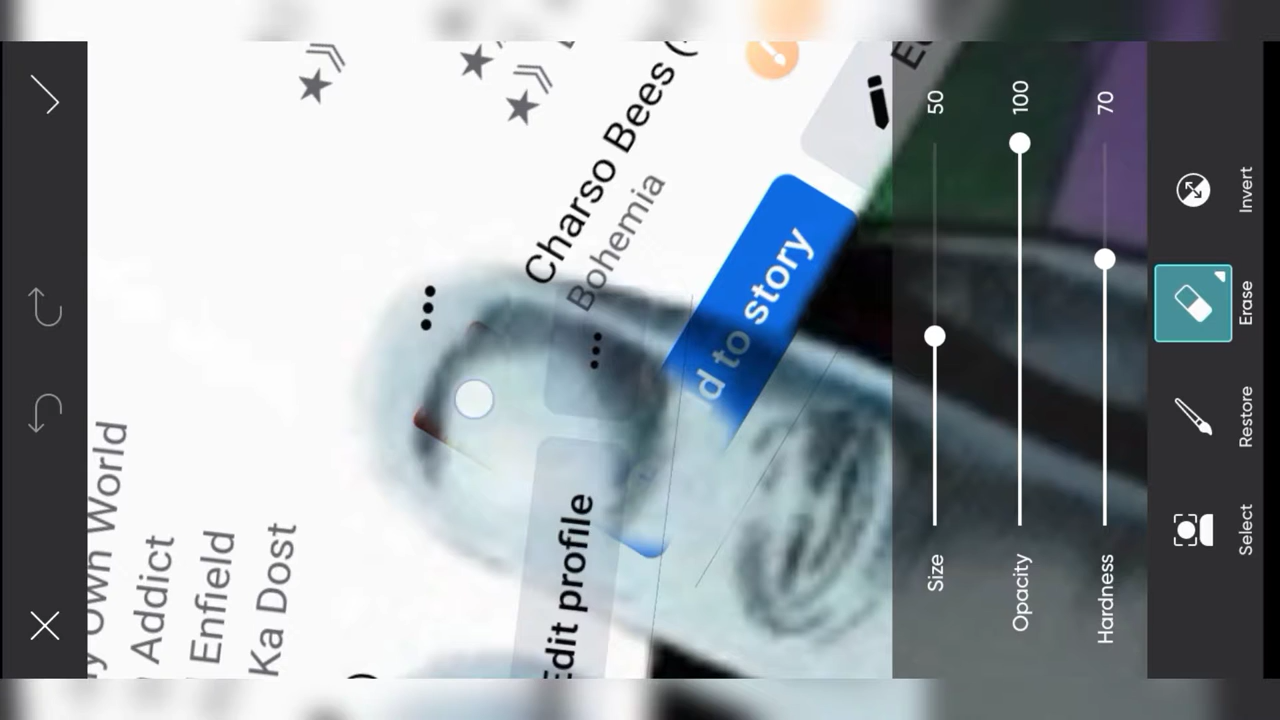 y Own World
Addict
Enfield
Ka Dost
Charso Bees (
Bohemia
d to story
Edit profile
Size
50
Opacity
100
Hardness
70
Select
Restore
Erase
Invert